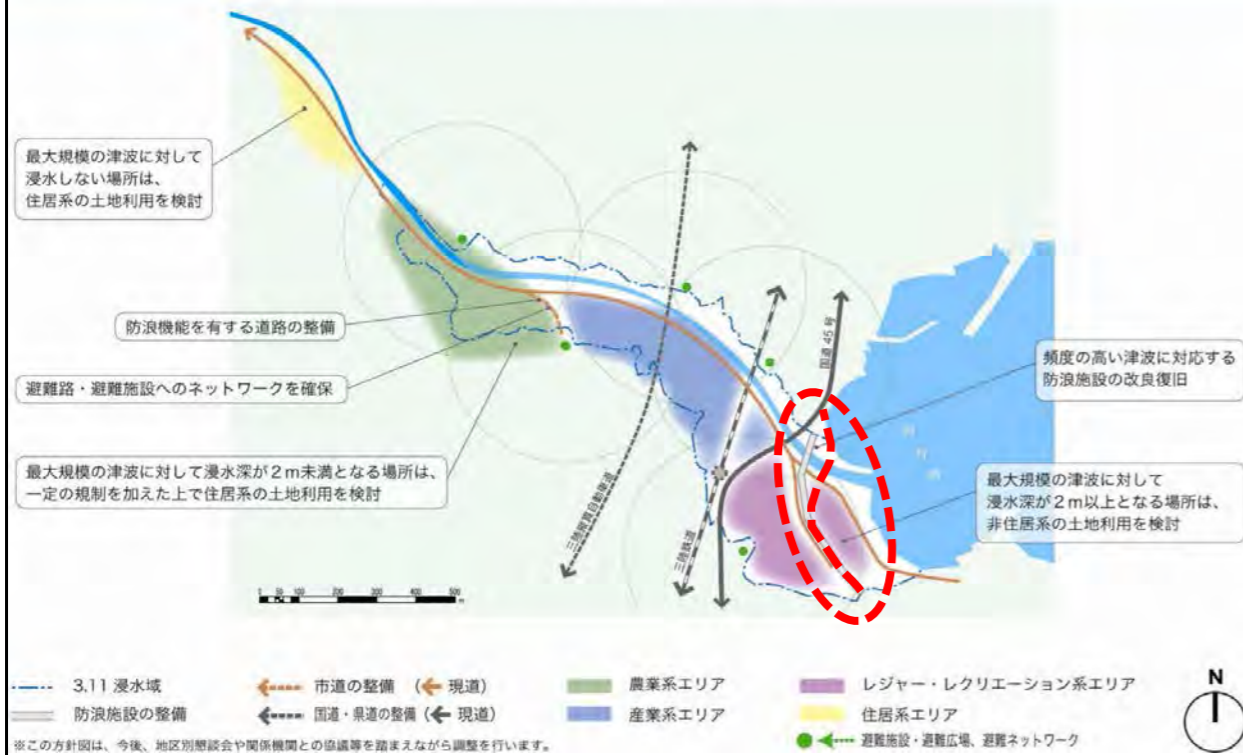 最大規模の津波に対して
浸水しない場所は、
住居系の土地利用を検討
防浪機能を有する道路の整備
避難路・避難施設へのネットワークを確保
最大規模の津波に対して浸水深が2m未満となる場所は、
一定の規制を加えた上で住居系の土地利用を検討
国道 45 号
頻度の高い津波に対応する
防浪施設の改良復旧
最大規模の津波に対して
浸水深が2m以上となる場所は、
非住居系の土地利用を検討
三陸縦貫自動車道
三陸鉄道
0 50 100 200 300 400 500
m
3.11 浸水域
市道の整備 (← 現道)
農業系エリア
レジャー・レクリエーション系エリア
防浪施設の整備
国道・県道の整備 (← 現道)
産業系エリア
住居系エリア
避難施設・避難広場、避難ネットワーク
N
※この方針図は、今後、地区別懇談会や関係機関との協議等を踏まえながら調整を行います。